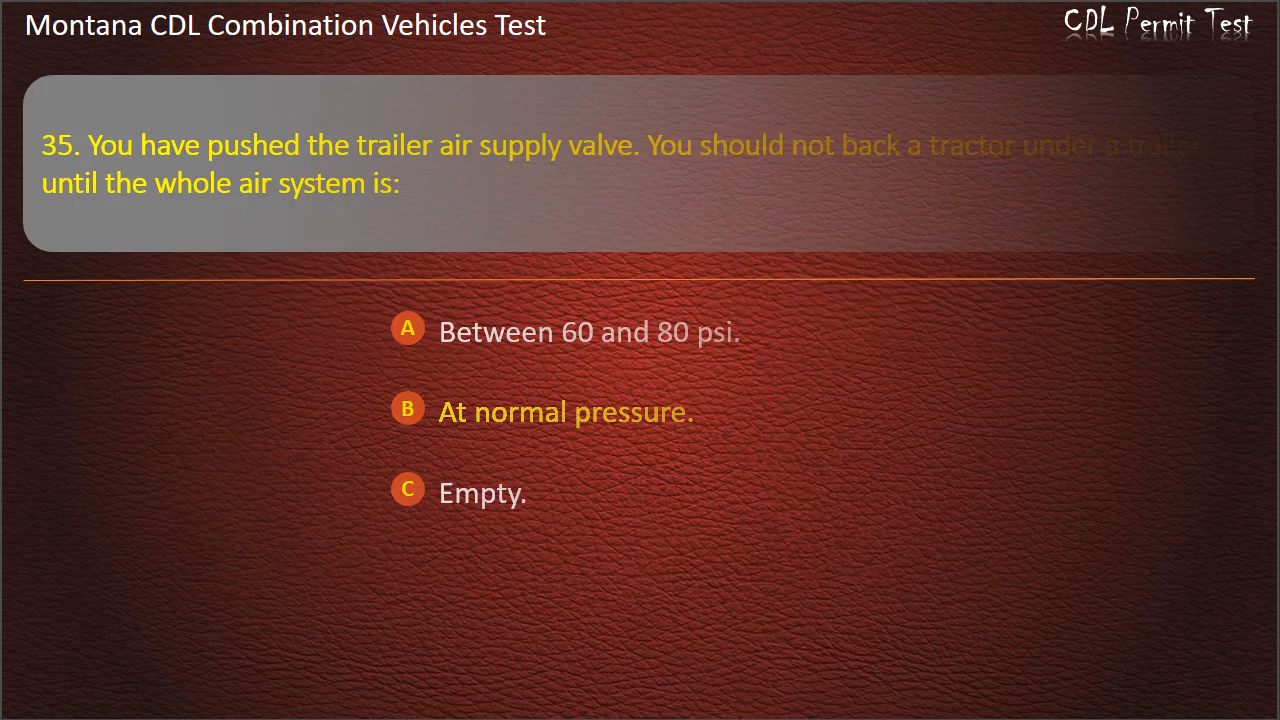 Montana CDL Combination Vehicles Test
CDL Permit Test
35. You have pushed the trailer air supply valve. You should not back a tractor under a trailer
until the whole air system is:
A Between 60 and 80 psi.
B At normal pressure.
C Empty.